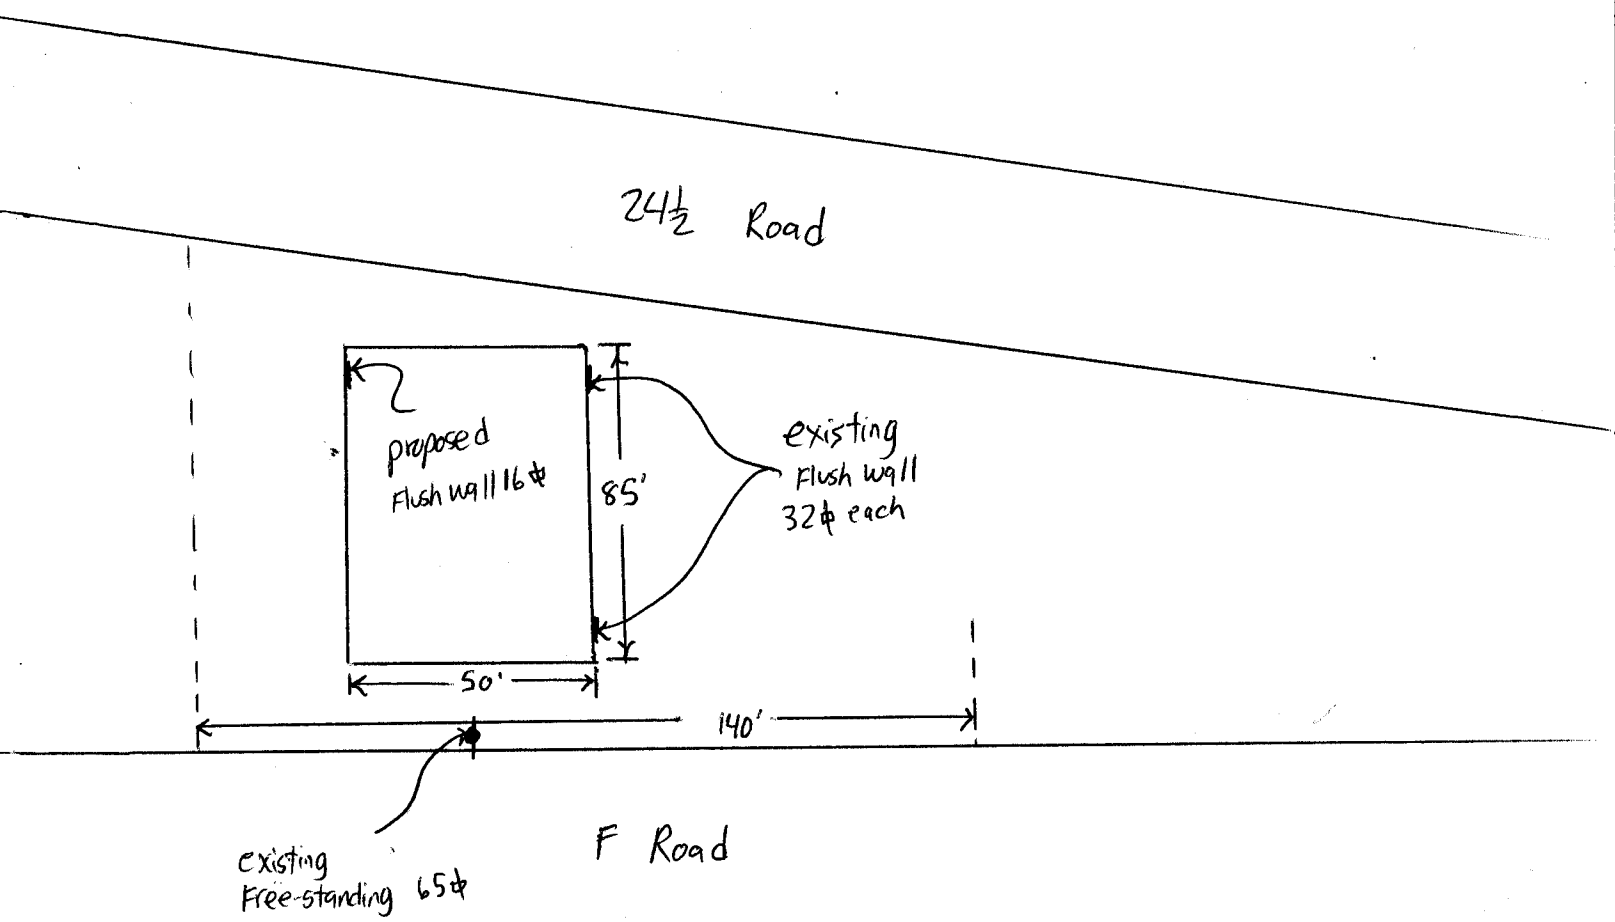 24½ Road
proposed
Flush wall 16⌽
85'
existing
Flush wall
32⌽ each
50'
140'
existing
Free-standing 65⌽
F Road